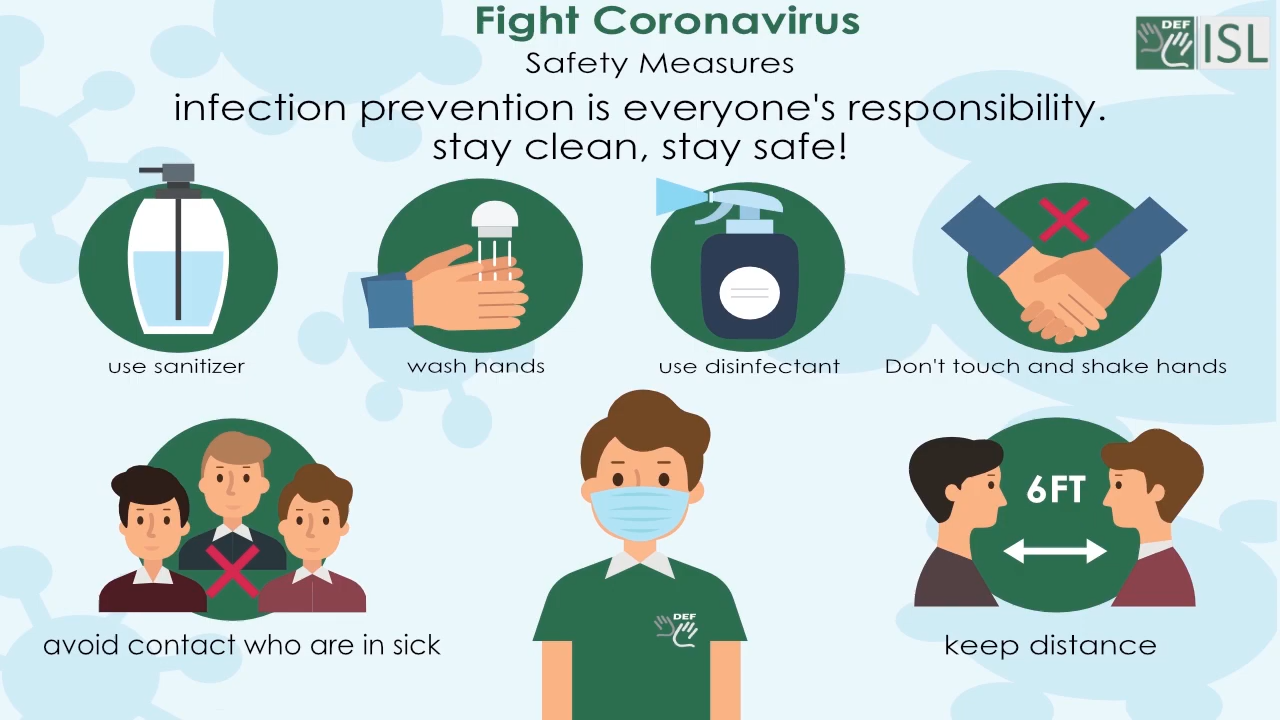 Fight Coronavirus
DEF
ISL
Safety Measures
infection prevention is everyone's responsibility.
stay clean, stay safe!
use sanitizer
wash hands
use disinfectant
Don't touch and shake hands
6FT
DEF
avoid contact who are in sick
keep distance